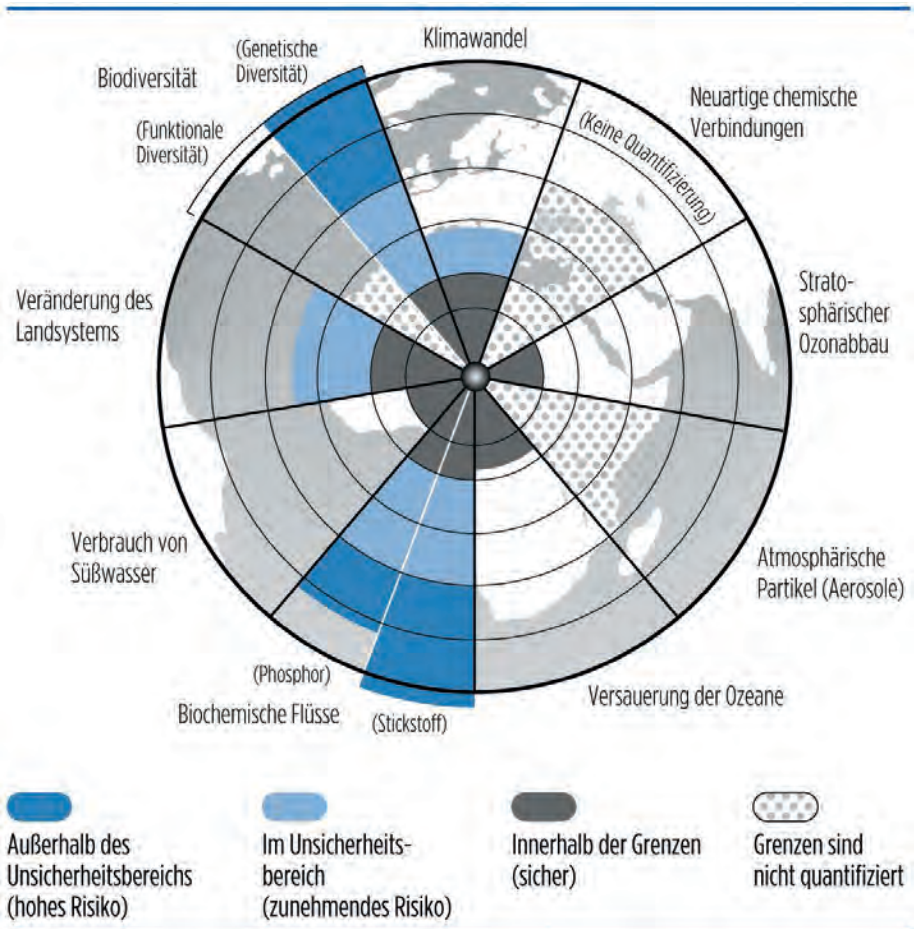 Klimawandel
(Genetische
Diversität)
Biodiversität
(Funktionale
Diversität)
Neuartige chemische
Verbindungen
(Keine Quantifizierung)
Strato-
sphärischer
Ozonabbau
Veränderung des
Landsystems
Verbrauch von
Süßwasser
Atmosphärische
Partikel (Aerosole)
(Phosphor)
Biochemische Flüsse
(Stickstoff)
Versauerung der Ozeane
Außerhalb des
Unsicherheitsbereichs
(hohes Risiko)
Im Unsicherheits-
bereich
(zunehmendes Risiko)
Innerhalb der Grenzen
(sicher)
Grenzen sind
nicht quantifiziert